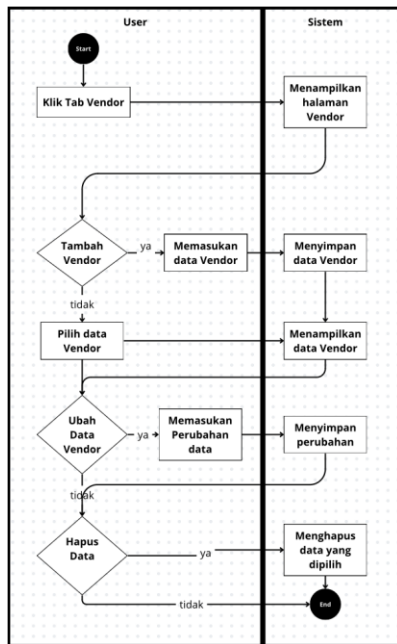 User
Sistem
Start
Klik Tab Vendor
Menampilkan
halaman
Vendor
Tambah
Vendor
ya
Memasukan
data Vendor
Menyimpan
data Vendor
tidak
Pilih data
Vendor
Menampilkan
data Vendor
Ubah
Data
Vendor
ya
Memasukan
Perubahan
data
Menyimpan
perubahan
tidak
Hapus
Data
ya
Menghapus
data yang
dipilih
tidak
End